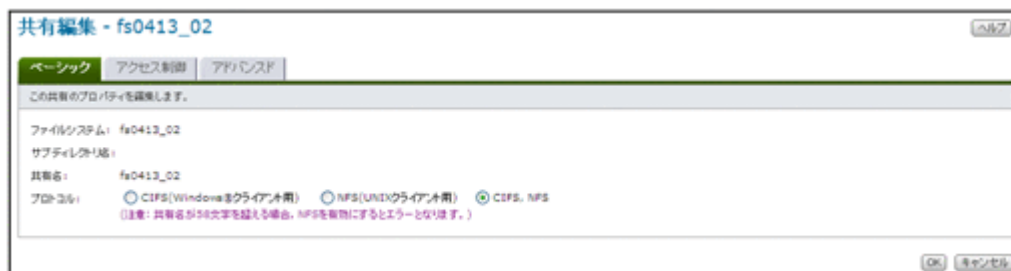 共有編集 - fs0413_02
ヘルプ
ベーシック アクセス制御 アドバンスド
この共有のプロパティを編集します。
ファイルシステム: fs0413_02
サブディレクトリ名:
共有名: fs0413_02
プロトコル: CIFS(Windows系クライアント用) NFS(UNIXクライアント用) CIFS, NFS
(注意: 共有名が58文字を超える場合、NFSを有効にするとエラーとなります。)
OK キャンセル